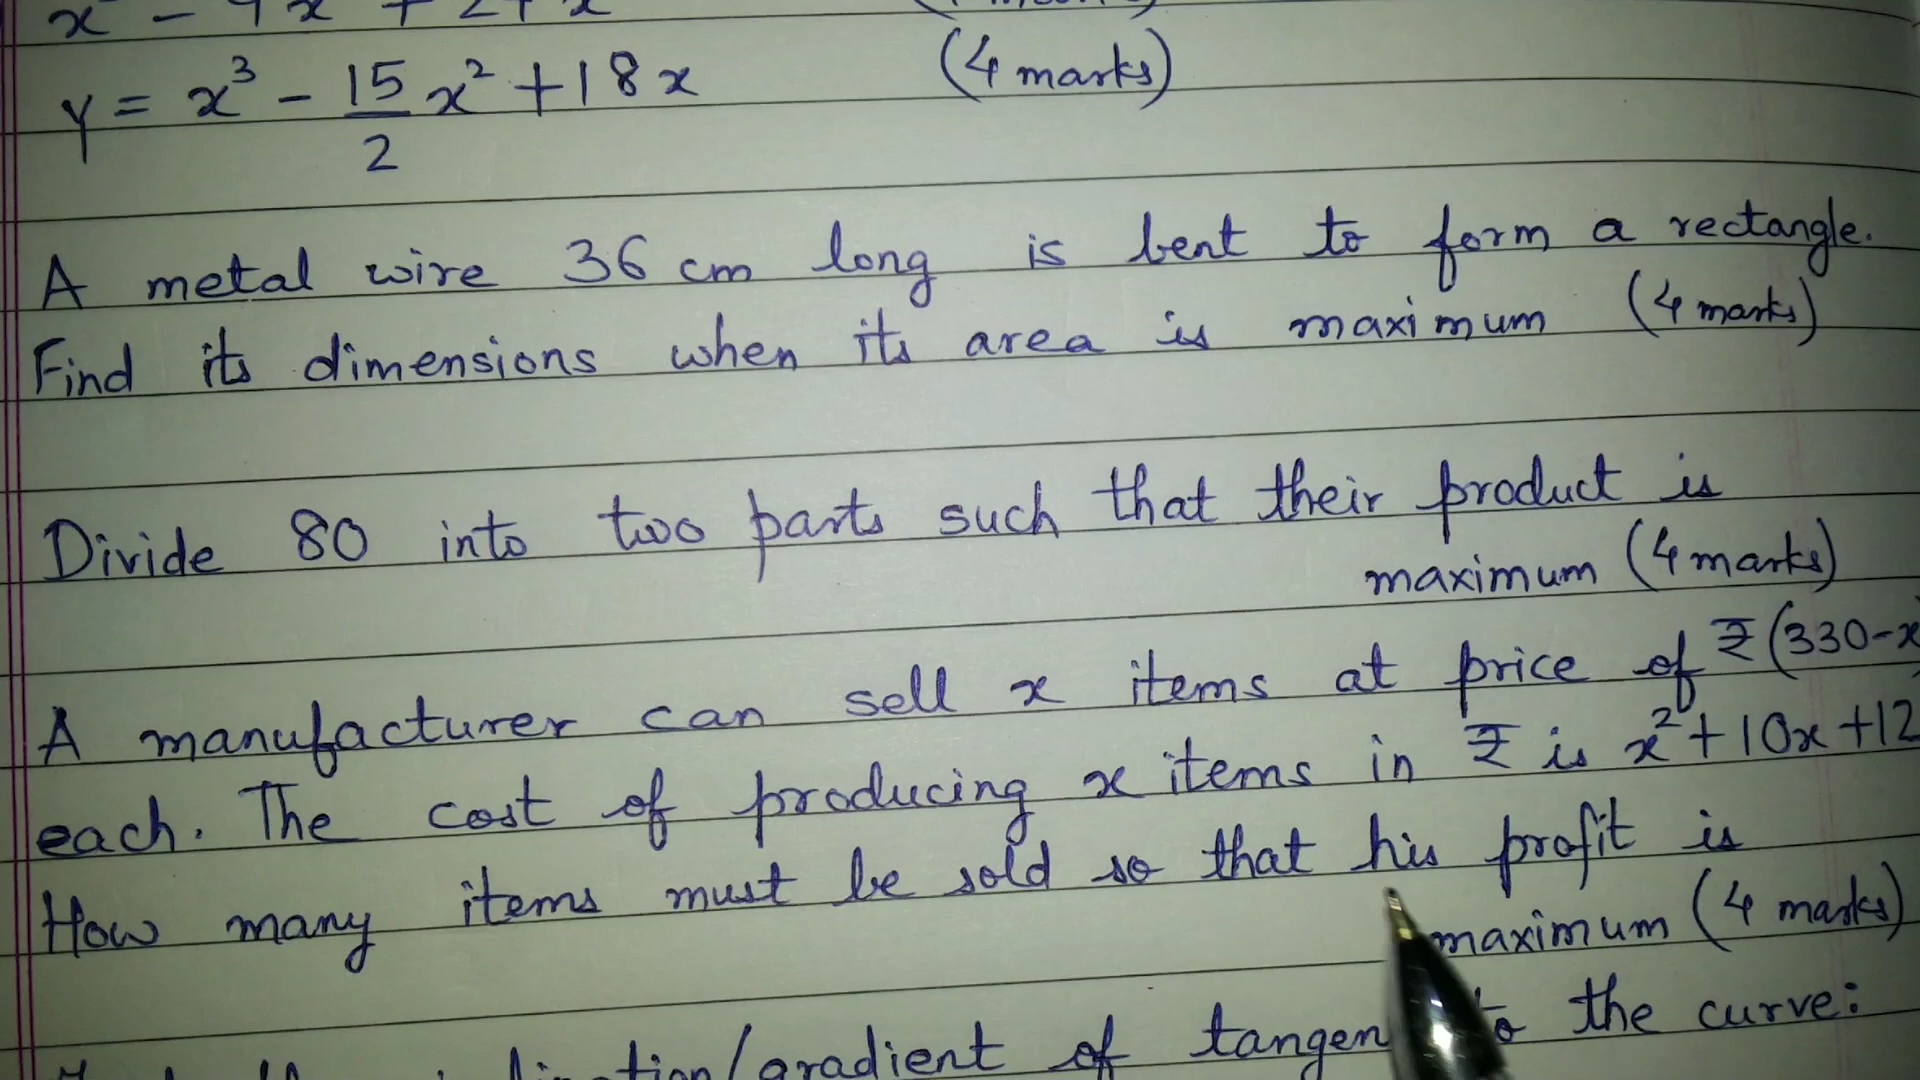 y = x³ - 15/2 x² + 18x (4 marks)
A metal wire 36 cm long is bent to form a rectangle.
Find its dimensions when its area is maximum (4 marks)
Divide 80 into two parts such that their product is
maximum (4 marks)
A manufacturer can sell x items at price of ₹(330-x)
each. The cost of producing x items in ₹ is x² + 10x + 12
How many items must be sold so that his profit is
maximum (4 marks)
/gradient of tangen to the curve: